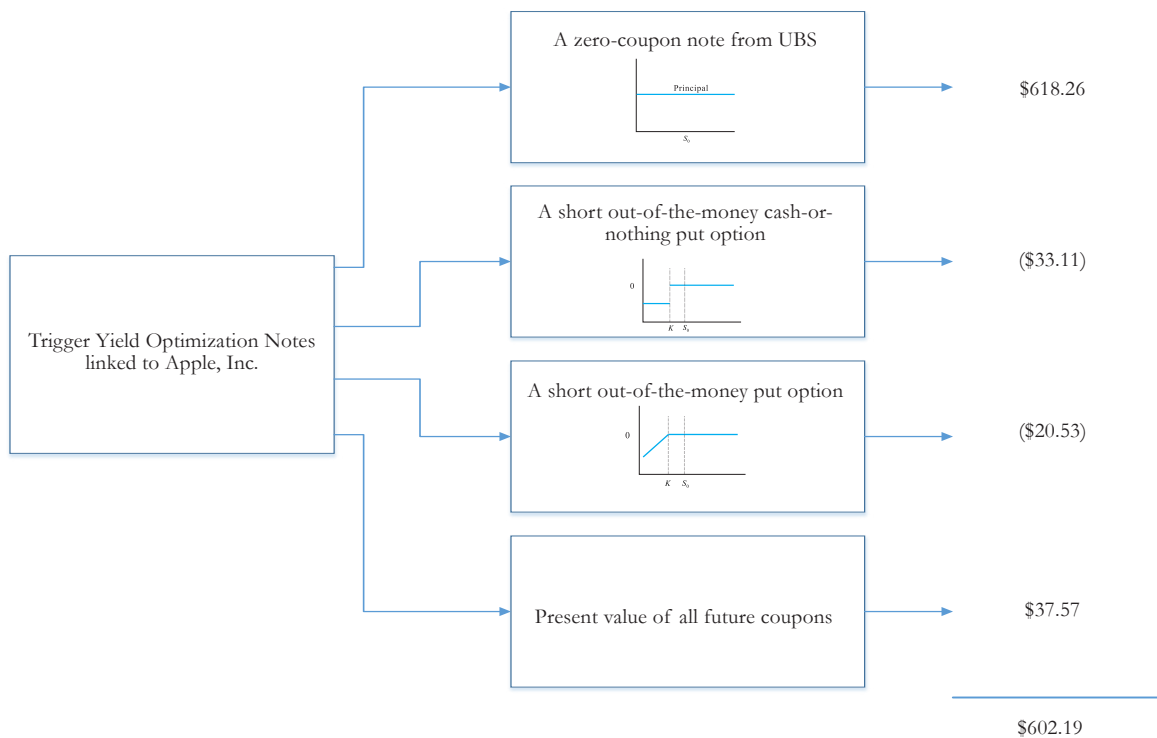 A zero-coupon note from UBS
Principal
S₀
$618.26
A short out-of-the-money cash-or-
nothing put option
0
K
S₀
($33.11)
Trigger Yield Optimization Notes
linked to Apple, Inc.
A short out-of-the-money put option
0
K
S₀
($20.53)
Present value of all future coupons
$37.57
$602.19